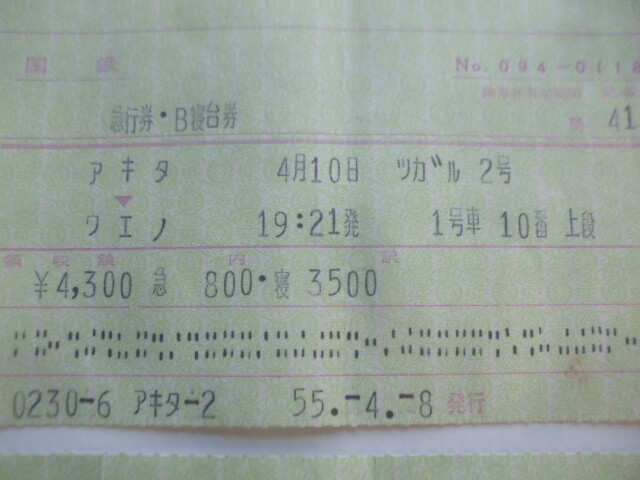 国鉄
No. 094-0118
急行券・B寝台券
41
アキタ 4月10日 ツガル 2号
▼
ウエノ 19:21発 1号車 10番 上段
領収額 内 訳
¥4,300 急 800・寝 3500
0230-6 アキタ-2 55.-4.-8 発行